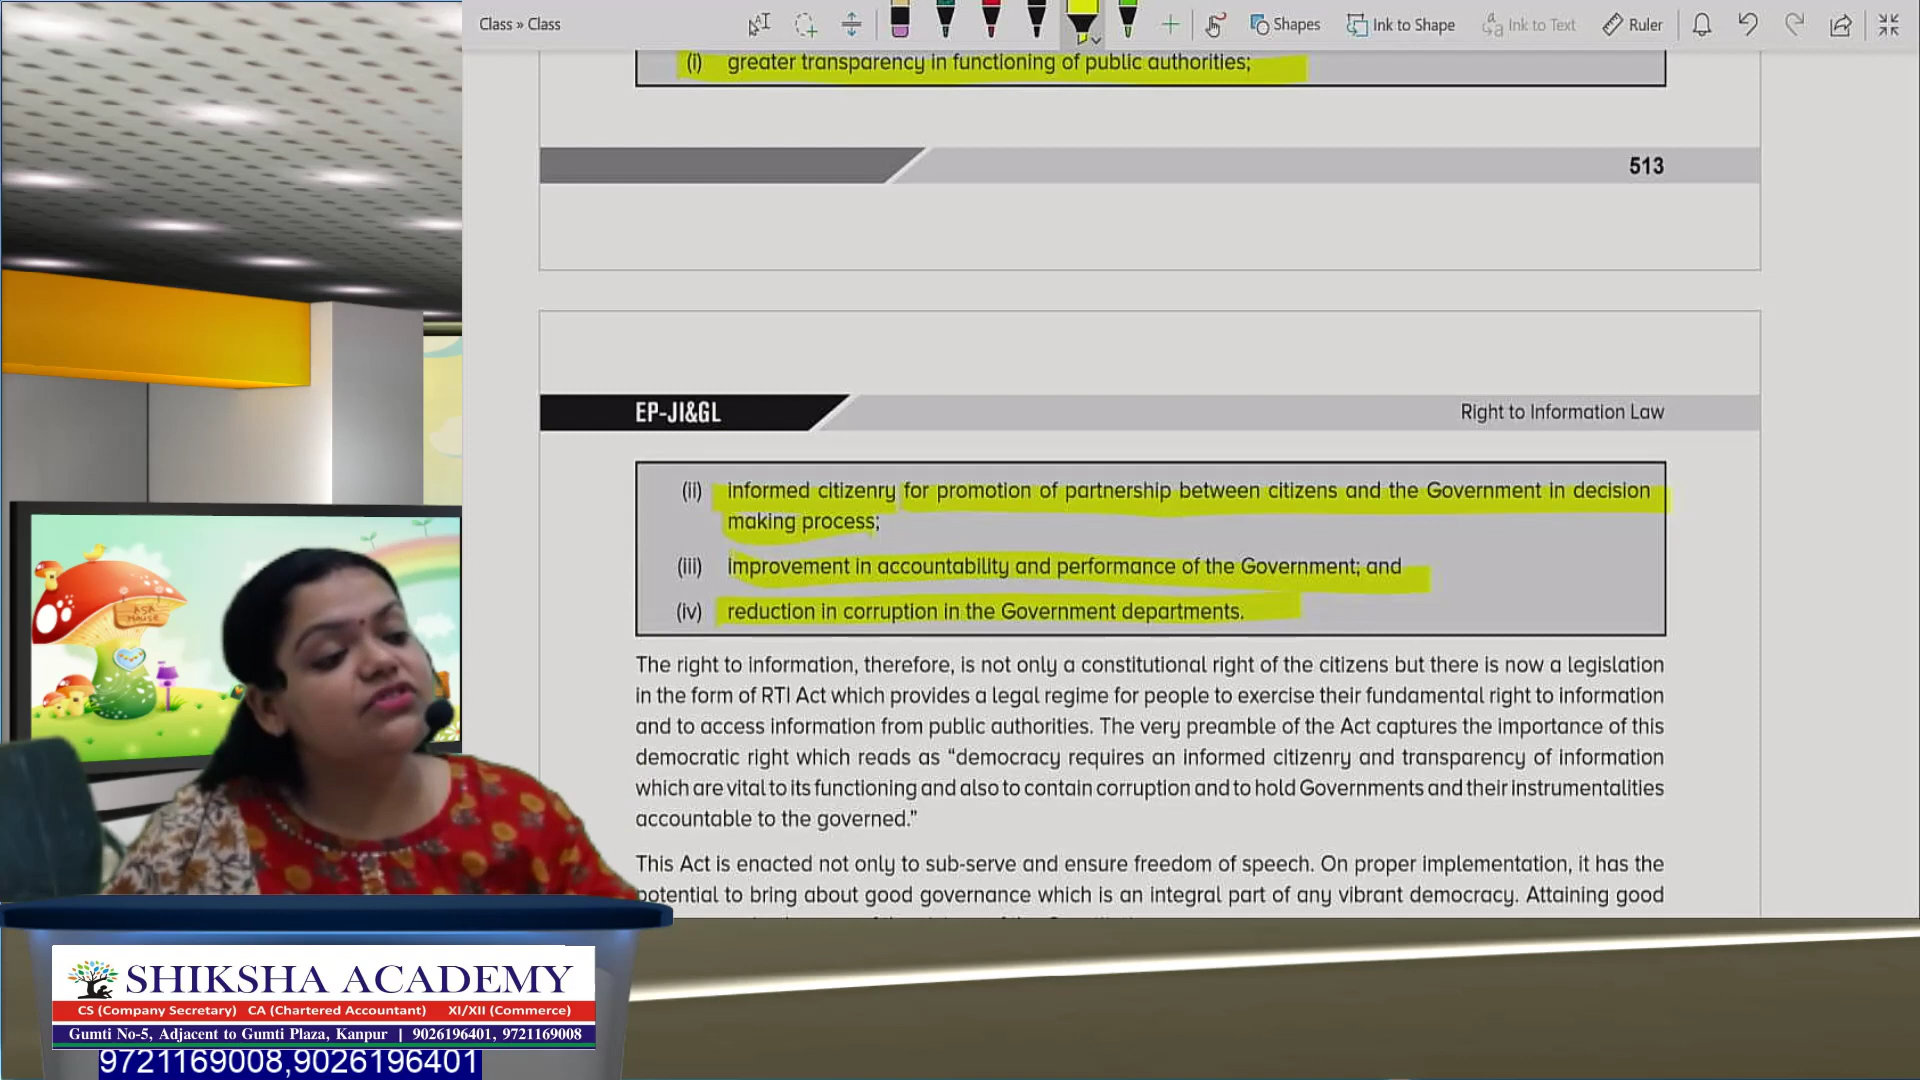 Class » Class
Shapes
Ink to Shape
Ink to Text
Ruler
(i) greater transparency in functioning of public authorities;
513
EP-JI&GL
Right to Information Law
(ii) informed citizenry for promotion of partnership between citizens and the Government in decision
making process;
(iii) improvement in accountability and performance of the Government; and
(iv) reduction in corruption in the Government departments.
The right to information, therefore, is not only a constitutional right of the citizens but there is now a legislation
in the form of RTI Act which provides a legal regime for people to exercise their fundamental right to information
and to access information from public authorities. The very preamble of the Act captures the importance of this
democratic right which reads as “democracy requires an informed citizenry and transparency of information
which are vital to its functioning and also to contain corruption and to hold Governments and their instrumentalities
accountable to the governed.”
This Act is enacted not only to sub-serve and ensure freedom of speech. On proper implementation, it has the
potential to bring about good governance which is an integral part of any vibrant democracy. Attaining good
SHIKSHA ACADEMY
CS (Company Secretary) CA (Chartered Accountant) XI/XII (Commerce)
Gumti No-5, Adjacent to Gumti Plaza, Kanpur | 9026196401, 9721169008
9721169008,9026196401